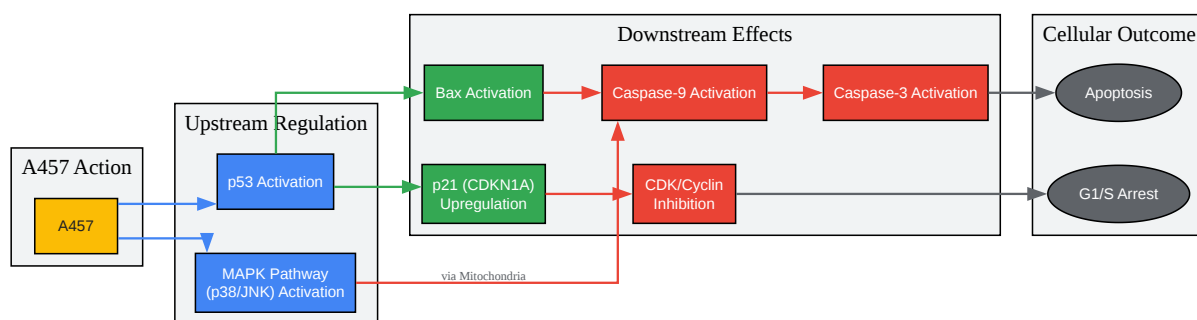 A457 Action
A457
Upstream Regulation
p53 Activation
MAPK Pathway
(p38/JNK) Activation
via Mitochondria
Downstream Effects
Bax Activation
Caspase-9 Activation
Caspase-3 Activation
p21 (CDKN1A)
Upregulation
CDK/Cyclin
Inhibition
Cellular Outcome
Apoptosis
G1/S Arrest